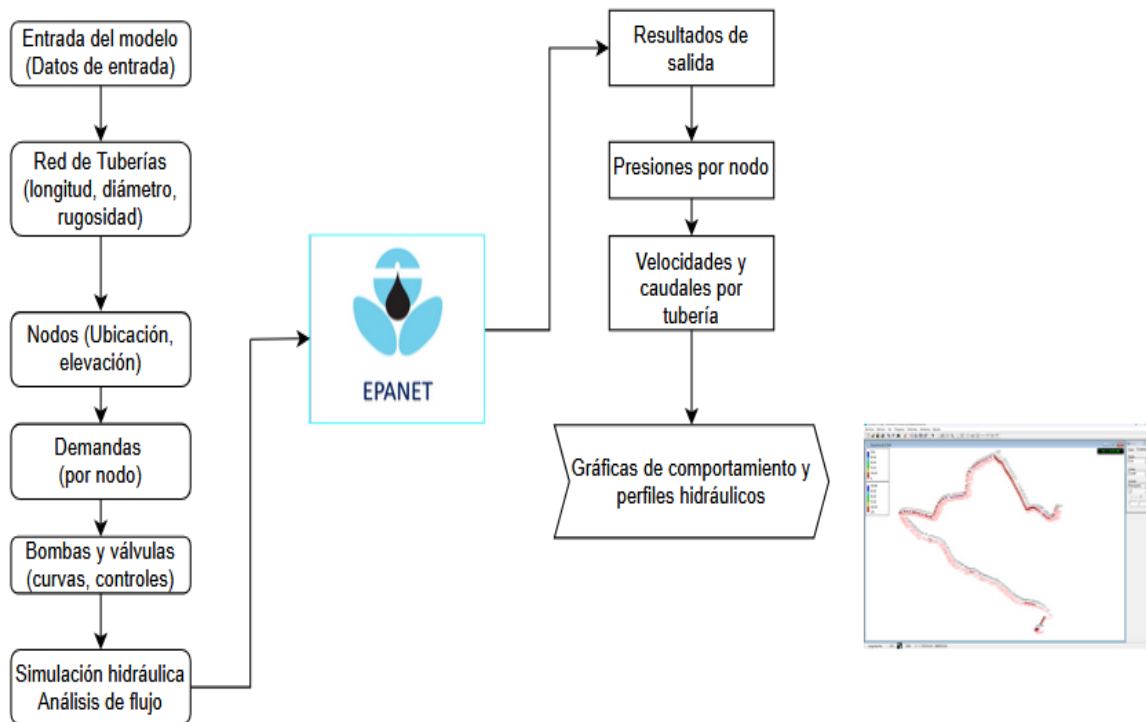 Entrada del modelo
(Datos de entrada)
Red de Tuberías
(longitud, diámetro,
rugosidad)
Nodos (Ubicación,
elevación)
Demandas
(por nodo)
Bombas y válvulas
(curvas, controles)
Simulación hidráulica
Análisis de flujo
EPANET
Resultados de
salida
Presiones por nodo
Velocidades y
caudales por
tubería
Gráficas de comportamiento y
perfiles hidráulicos